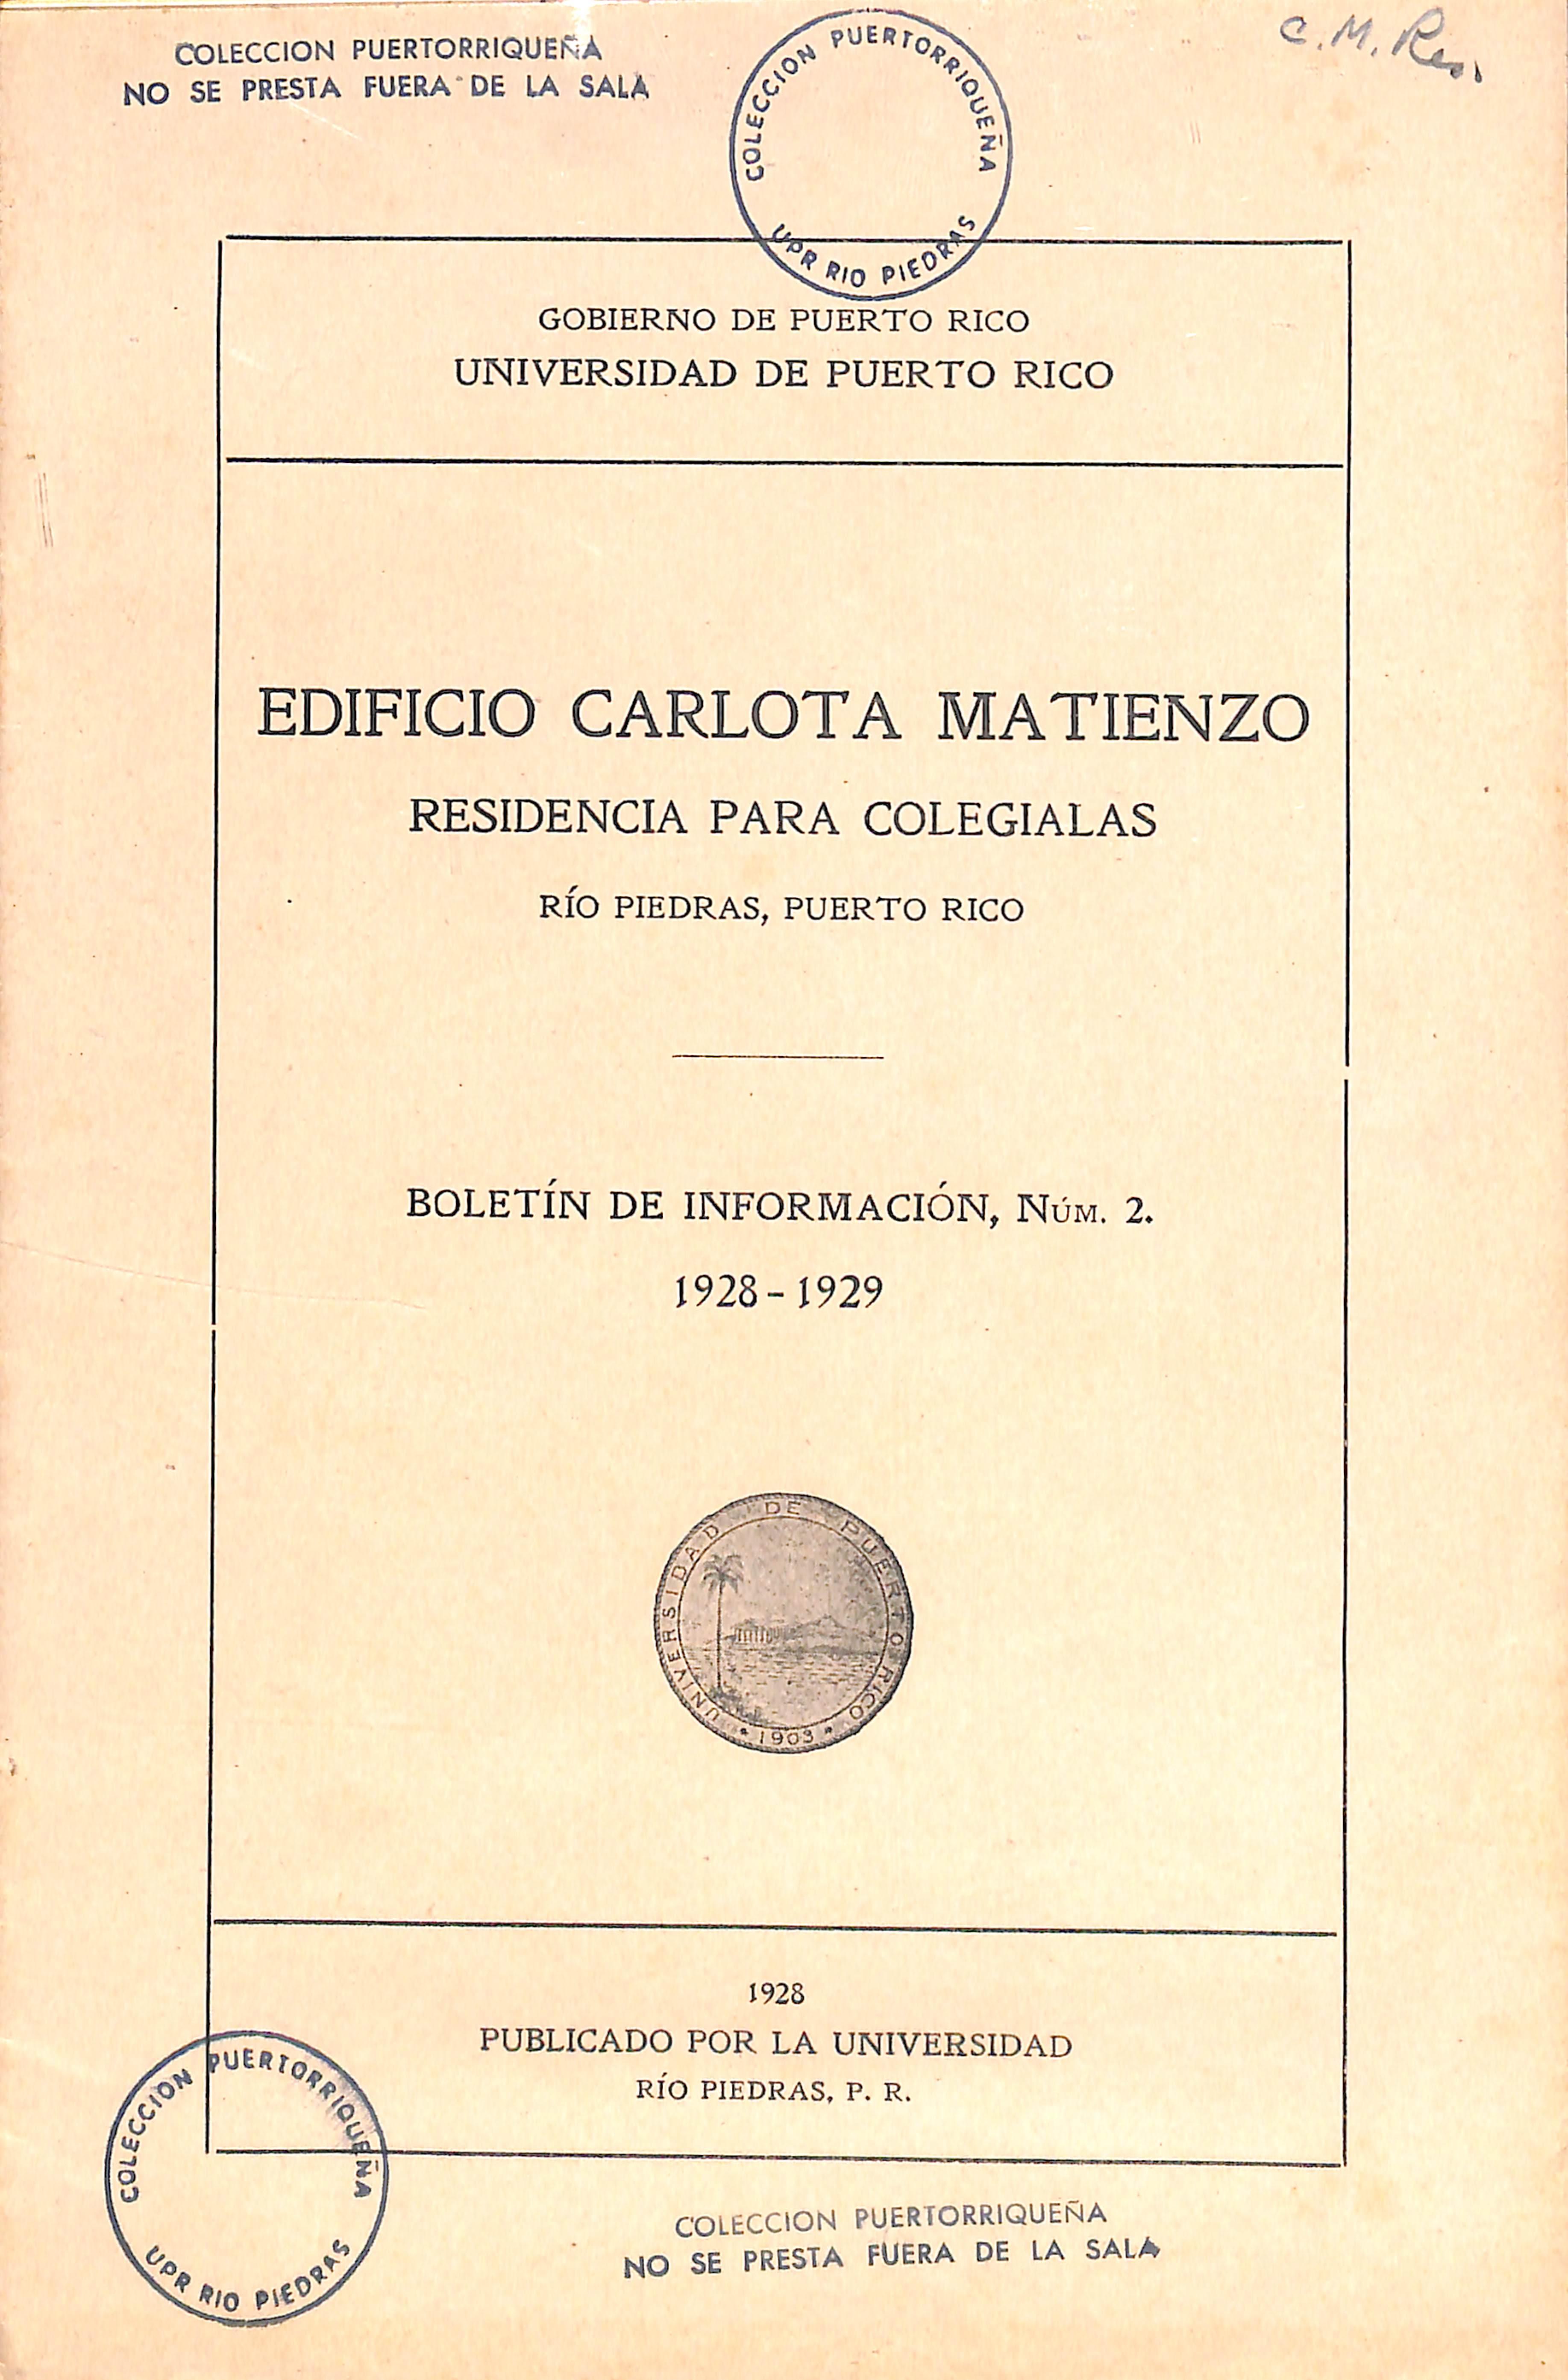 COLECCION PUERTORRIQUEÑA
NO SE PRESTA FUERA DE LA SALA
COLECCION PUERTORRIQUEÑA
UPR RIO PIEDRAS
C. M. Res.
GOBIERNO DE PUERTO RICO
UNIVERSIDAD DE PUERTO RICO
EDIFICIO CARLOTA MATIENZO
RESIDENCIA PARA COLEGIALAS
RÍO PIEDRAS, PUERTO RICO
BOLETÍN DE INFORMACIÓN, NÚM. 2.
1928-1929
UNIVERSIDAD DE PUERTO RICO
* 1903 *
1928
PUBLICADO POR LA UNIVERSIDAD
RÍO PIEDRAS, P. R.
COLECCION PUERTORRIQUEÑA
UPR RIO PIEDRAS
COLECCION PUERTORRIQUEÑA
NO SE PRESTA FUERA DE LA SALA